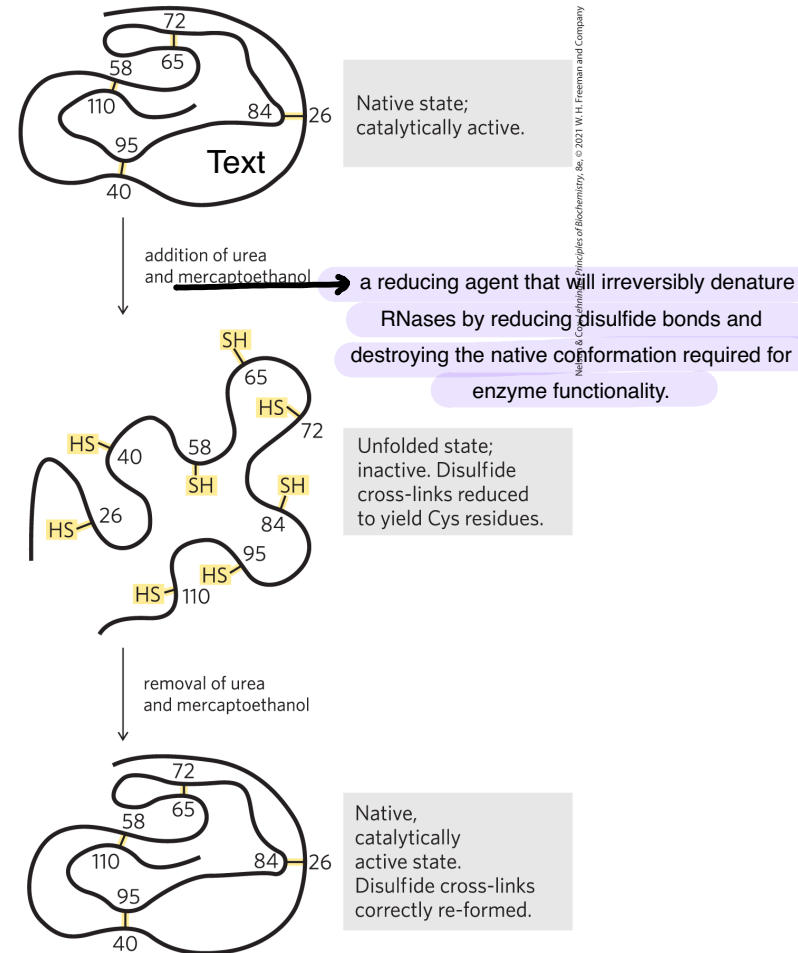 72
65
58
110
84
26
95
Text
40
Native state;
catalytically active.
Nelson & Cox, Lehninger Principles of Biochemistry, 8e, © 2021 W. H. Freeman and Company
addition of urea
and mercaptoethanol
a reducing agent that will irreversibly denature
RNases by reducing disulfide bonds and
destroying the native conformation required for
enzyme functionality.
SH
65
HS
72
HS
40
58
SH
SH
84
26
HS
95
HS
HS
110
Unfolded state;
inactive. Disulfide
cross-links reduced
to yield Cys residues.
removal of urea
and mercaptoethanol
72
65
58
110
84
26
95
40
Native,
catalytically
active state.
Disulfide cross-links
correctly re-formed.